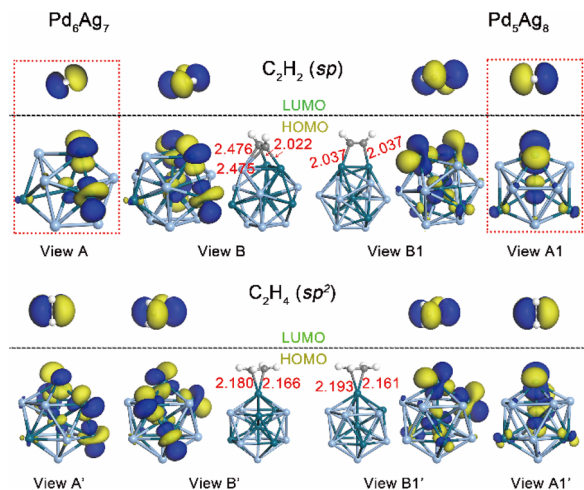 Pd₆Ag₇ Pd₅Ag₈
C₂H₂ (sp)
LUMO
HOMO
2.476 2.022
2.475 2.037 2.037
View A View B View B1 View A1
C₂H₄ (sp²)
LUMO
HOMO
2.180 2.166 2.193 2.161
View A' View B' View B1' View A1'